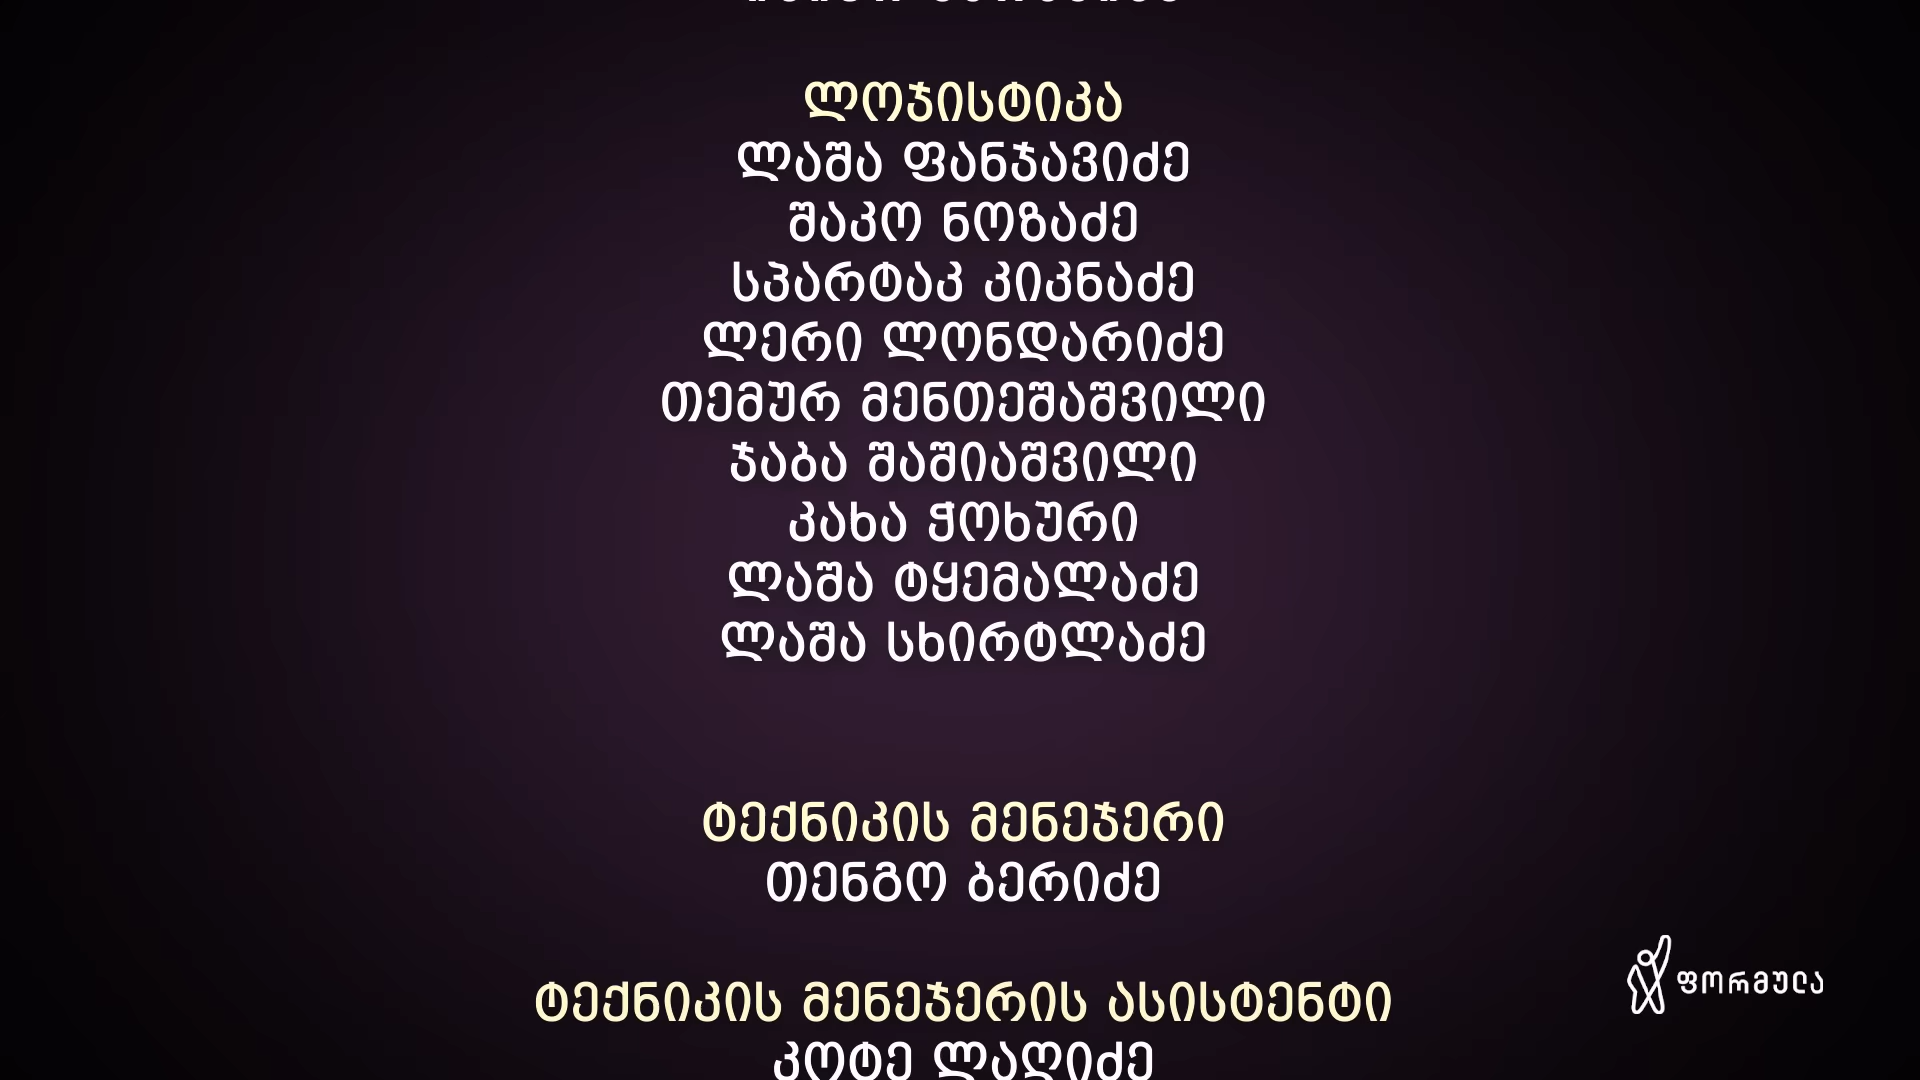 ლოჯისტიკა
ლაშა ფანჯავიძე
შაკო ნოზაძე
სპარტაკ კიკნაძე
ლერი ლონდარიძე
თემურ მენთეშაშვილი
ჯაბა შაშიაშვილი
კახა ჭოხური
ლაშა ტყემალაძე
ლაშა სხირტლაძე
ტექნიკის მენეჯერი
თენგო ბერიძე
ტექნიკის მენეჯერის ასისტენტი
კოტე ლაღიძე
ფორმულა